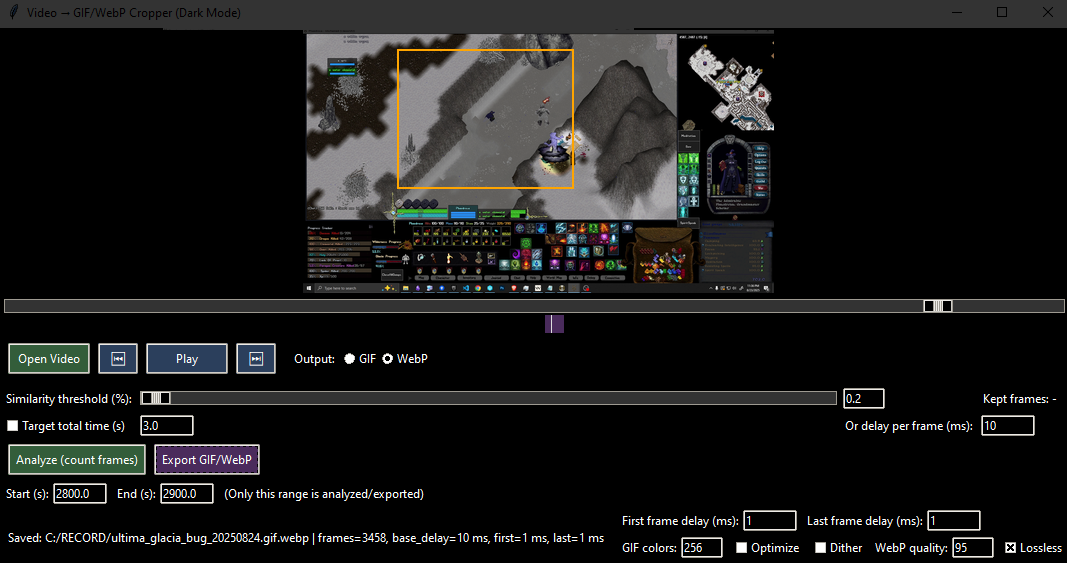 Video → GIF/WebP Cropper (Dark Mode)
Open Video
Play
Output:
GIF
WebP
Similarity threshold (%):
0.2
Kept frames: -
Target total time (s)
3.0
Or delay per frame (ms):
10
Analyze (count frames)
Export GIF/WebP
Start (s):
2800.0
End (s):
2900.0
(Only this range is analyzed/exported)
First frame delay (ms):
1
Last frame delay (ms):
1
Saved: C:/RECORD/ultima_glacia_bug_20250824.gif.webp | frames=3458, base_delay=10 ms, first=1 ms, last=1 ms
GIF colors:
256
Optimize
Dither
WebP quality:
95
Lossless